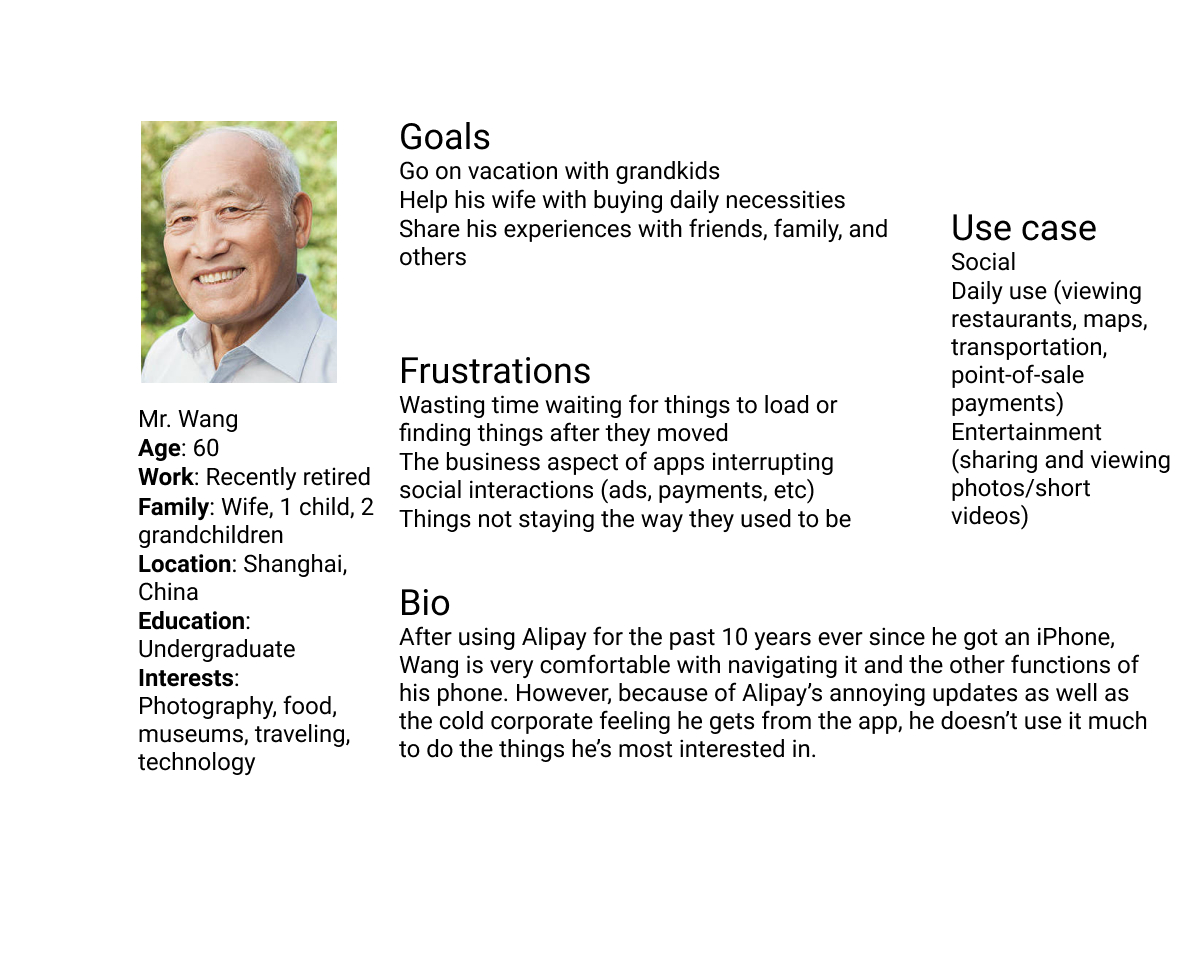 Mr. Wang
Age: 60
Work: Recently retired
Family: Wife, 1 child, 2
grandchildren
Location: Shanghai,
China
Education:
Undergraduate
Interests:
Photography, food,
museums, traveling,
technology
Goals
Go on vacation with grandkids
Help his wife with buying daily necessities
Share his experiences with friends, family, and
others
Frustrations
Wasting time waiting for things to load or
finding things after they moved
The business aspect of apps interrupting
social interactions (ads, payments, etc)
Things not staying the way they used to be
Bio
After using Alipay for the past 10 years ever since he got an iPhone,
Wang is very comfortable with navigating it and the other functions of
his phone. However, because of Alipay’s annoying updates as well as
the cold corporate feeling he gets from the app, he doesn’t use it much
to do the things he’s most interested in.
Use case
Social
Daily use (viewing
restaurants, maps,
transportation,
point-of-sale
payments)
Entertainment
(sharing and viewing
photos/short
videos)